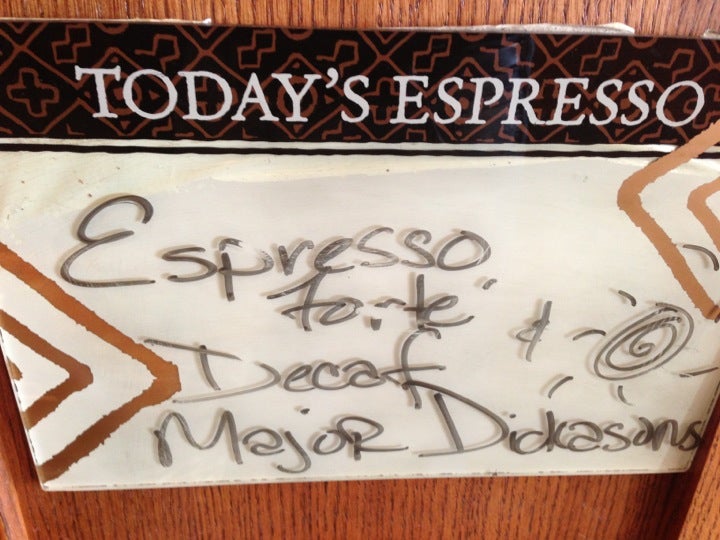 TODAY'S ESPRESSO
Espresso
forte
&
Decaf
Major Dickasons